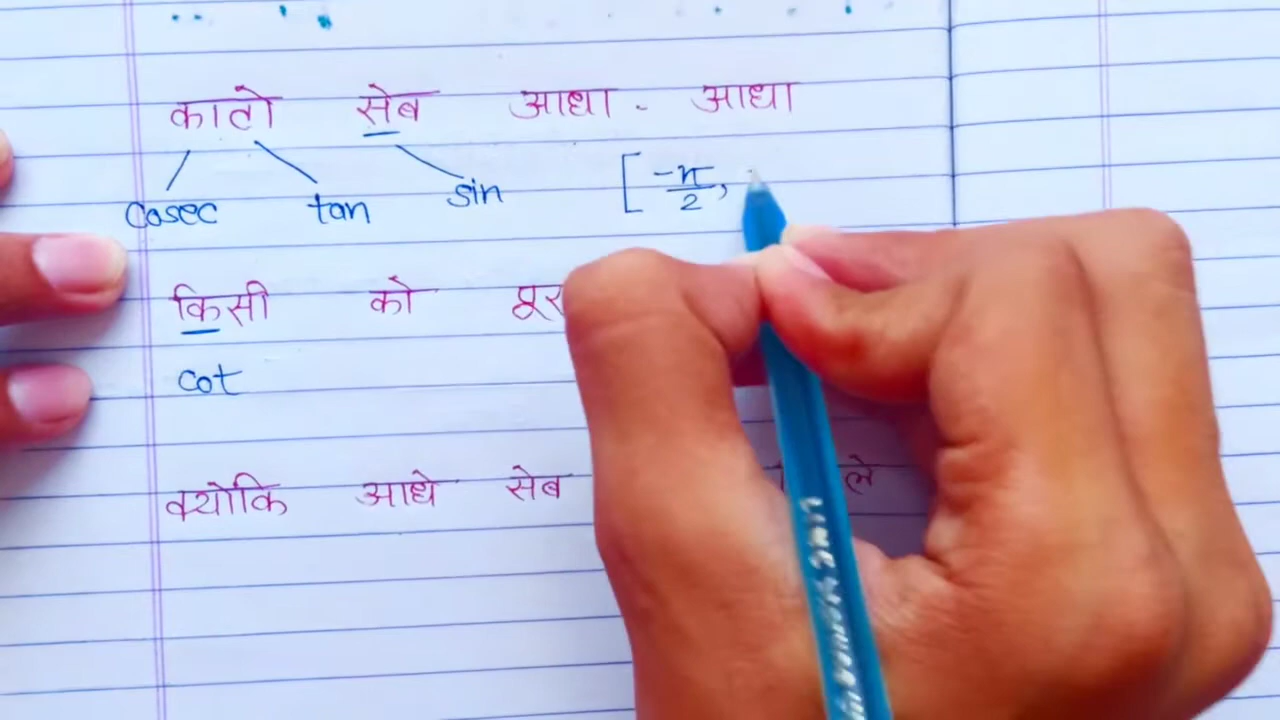 काटो सेब आधा - आधा
cosec tan sin [ -π/2 ,
किसी को
cot
क्योकि आधे सेब